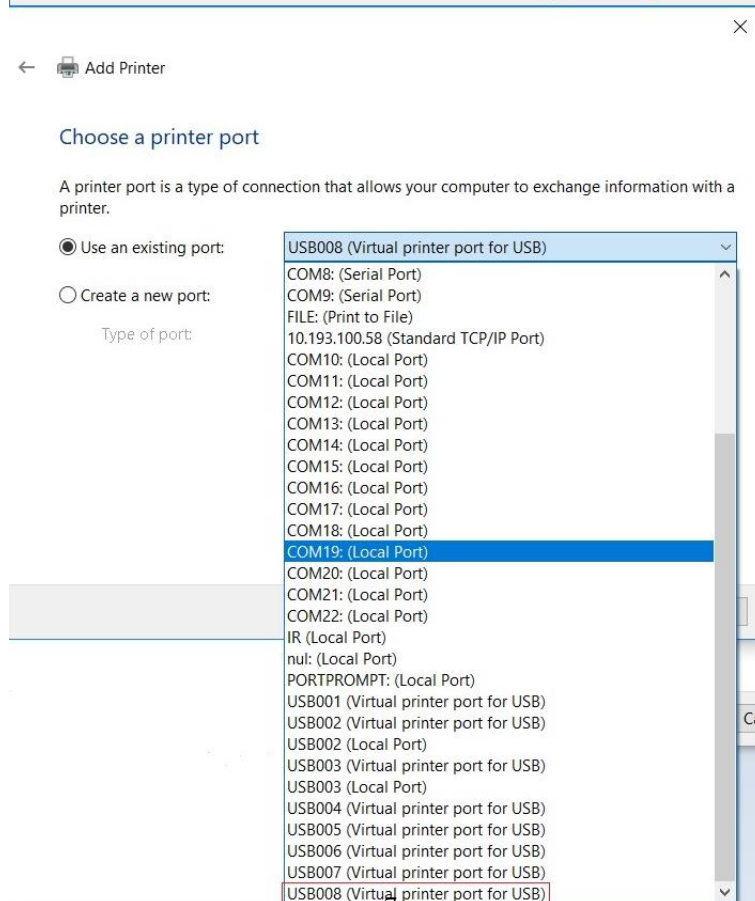 Add Printer
Choose a printer port
A printer port is a type of connection that allows your computer to exchange information with a
printer.
Use an existing port:
USB008 (Virtual printer port for USB)
COM8: (Serial Port)
Create a new port:
COM9: (Serial Port)
FILE: (Print to File)
Type of port:
10.193.100.58 (Standard TCP/IP Port)
COM10: (Local Port)
COM11: (Local Port)
COM12: (Local Port)
COM13: (Local Port)
COM14: (Local Port)
COM15: (Local Port)
COM16: (Local Port)
COM17: (Local Port)
COM18: (Local Port)
COM19: (Local Port)
COM20: (Local Port)
COM21: (Local Port)
COM22: (Local Port)
IR (Local Port)
nul: (Local Port)
PORTPROMPT: (Local Port)
USB001 (Virtual printer port for USB)
USB002 (Virtual printer port for USB)
USB002 (Local Port)
USB003 (Virtual printer port for USB)
USB003 (Local Port)
USB004 (Virtual printer port for USB)
USB005 (Virtual printer port for USB)
USB006 (Virtual printer port for USB)
USB007 (Virtual printer port for USB)
USB008 (Virtual printer port for USB)